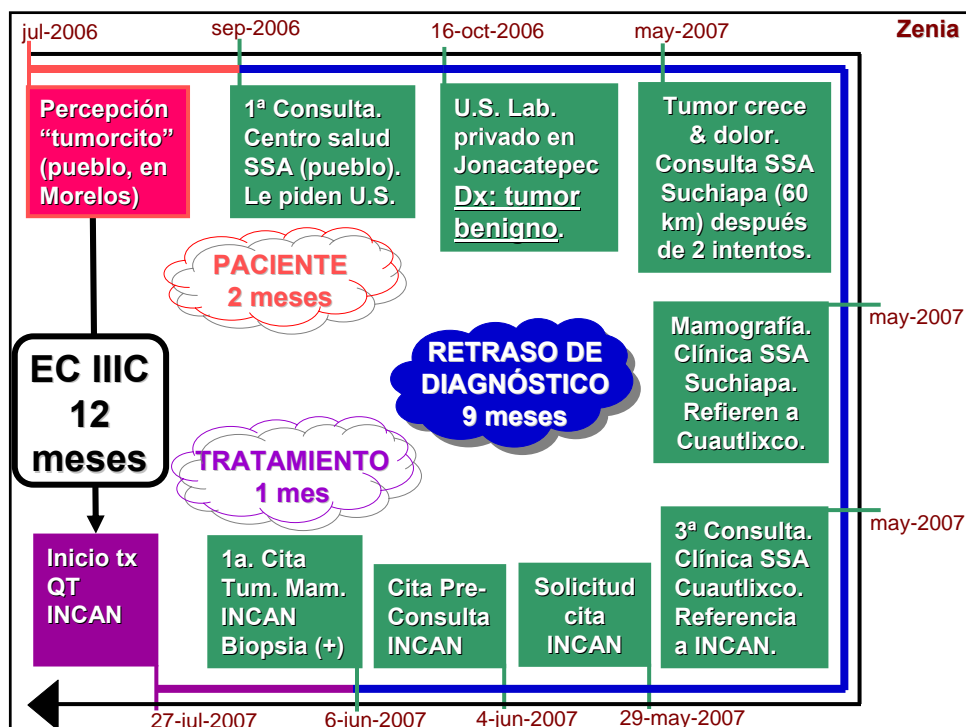 jul-2006
sep-2006
16-oct-2006
may-2007
Zenia
Percepción
“tumorcito”
(pueblo, en
Morelos)
1ª Consulta.
Centro salud
SSA (pueblo).
Le piden U.S.
U.S. Lab.
privado en
Jonacatepec
Dx: tumor
benigno.
Tumor crece
& dolor.
Consulta SSA
Suchiapa (60
km) después
de 2 intentos.
PACIENTE
2 meses
may-2007
Mamografía.
Clínica SSA
Suchiapa.
Refieren a
Cuautlixco.
RETRASO DE
DIAGNÓSTICO
9 meses
EC IIIC
12
meses
TRATAMIENTO
1 mes
may-2007
3ª Consulta.
Clínica SSA
Cuautlixco.
Referencia
a INCAN.
Solicitud
cita
INCAN
Cita Pre-
Consulta
INCAN
1a. Cita
Tum. Mam.
INCAN
Biopsia (+)
Inicio tx
QT
INCAN
27-jul-2007
6-jun-2007
4-jun-2007
29-may-2007